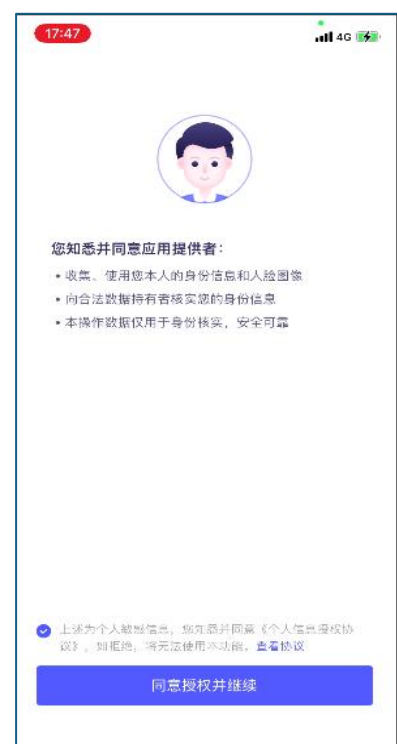 17:47
4G
您知悉并同意应用提供者：
• 收集、使用您本人的身份信息和人脸图像
• 向合法数据持有者核实您的身份信息
• 本操作数据仅用于身份核实，安全可靠
上述为个人敏感信息，您知悉并同意《个人信息授权协
议》，如拒绝，将无法使用本功能。查看协议
同意授权并继续